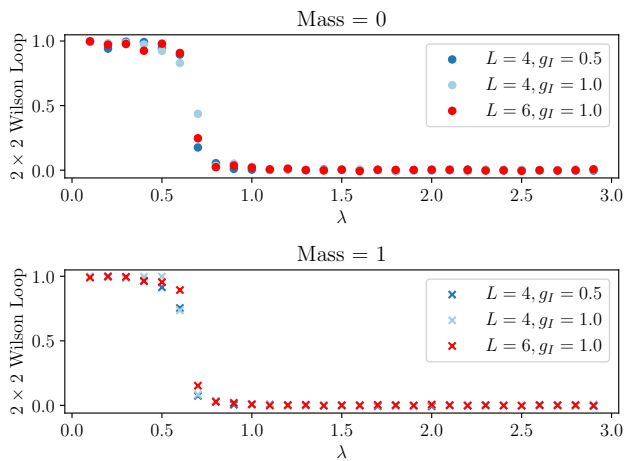 Mass = 0
2 × 2 Wilson Loop
1.0
0.5
0.0
L = 4, g_I = 0.5
L = 4, g_I = 1.0
L = 6, g_I = 1.0
0.0 0.5 1.0 1.5 2.0 2.5 3.0
λ
Mass = 1
2 × 2 Wilson Loop
1.0
0.5
0.0
L = 4, g_I = 0.5
L = 4, g_I = 1.0
L = 6, g_I = 1.0
0.0 0.5 1.0 1.5 2.0 2.5 3.0
λ